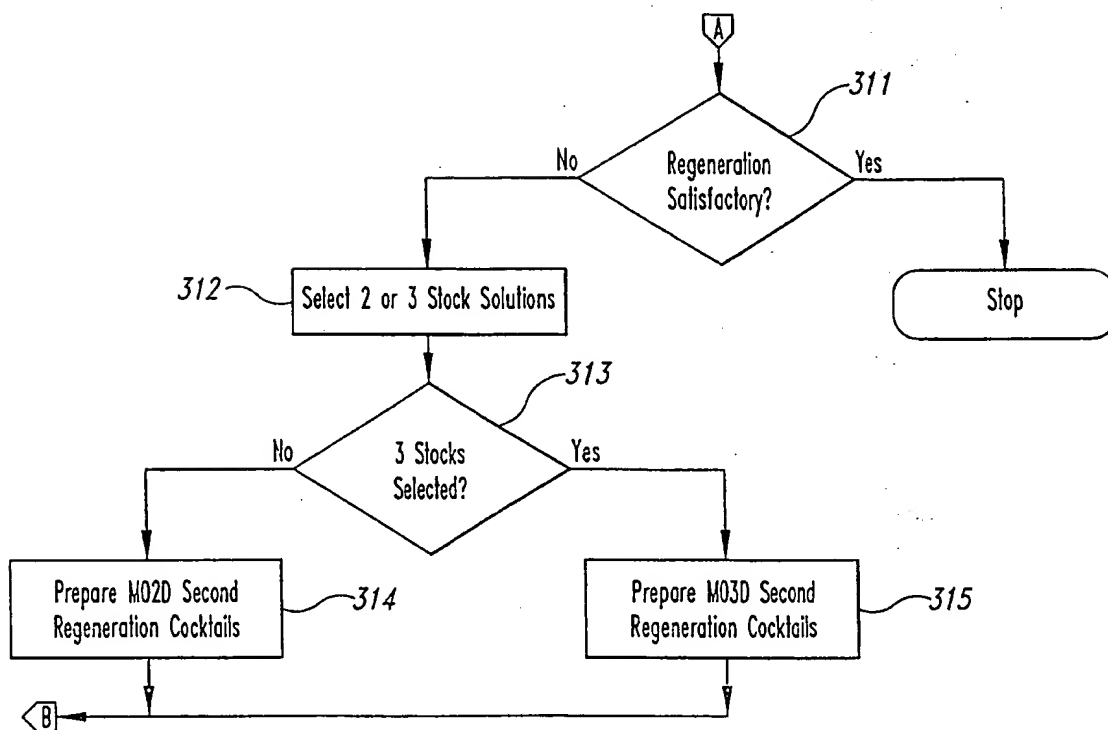 A
311
No
Regeneration
Satisfactory?
Yes
312
Select 2 or 3 Stock Solutions
Stop
313
No
3 Stocks
Selected?
Yes
Prepare M02D Second
Regeneration Cocktails
314
Prepare M03D Second
Regeneration Cocktails
315
B